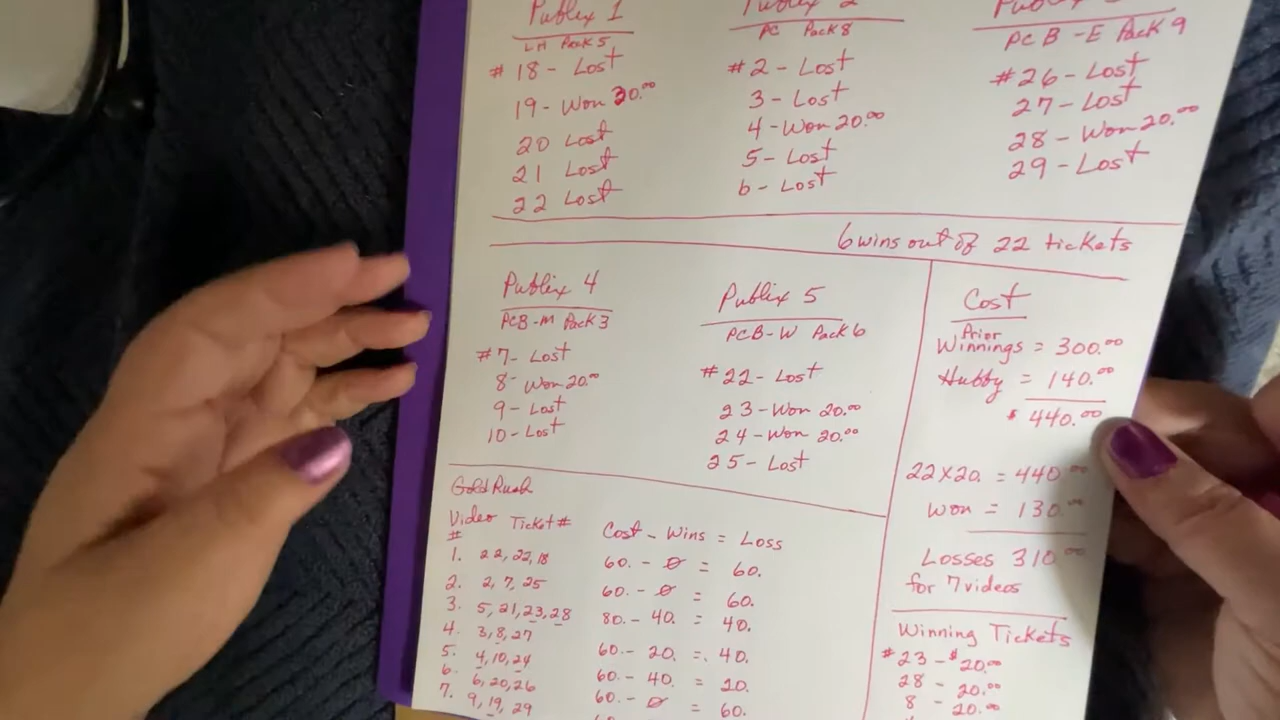 Publix 1
LH Pack 5
#18 - Lost
19 - Won 30.00
20 Lost
21 Lost
22 Lost
Publix 2
PC Pack 8
#2 - Lost
3 - Lost
4 - Won 20.00
5 - Lost
6 - Lost
Publix
PCB - E Pack 9
#26 - Lost
27 - Lost
28 - Won 20.00
29 - Lost
6 wins out of 22 tickets
Publix 4
PCB-M Pack 3
#7 - Lost
8 - Won 20.00
9 - Lost
10 - Lost
Publix 5
PCB-W Pack 6
#22 - Lost
23 - Won 20.00
24 - Won 20.00
25 - Lost
Cost
Prior
Winnings = 300.00
Hubby = 140.00
$ 440.00
22 x 20. = 440.00
Won = 130.00
Losses 310.00
for 7 videos
Winning Tickets
#23 - $20.00
28 - 20.00
8 - 20.00
Gold Rush
Video # Ticket # Cost - Wins = Loss
1. 22, 22, 18 60. - 0 = 60.
2. 2, 7, 25 60. - 0 = 60.
3. 5, 21, 23, 28 80. - 40. = 40.
4. 3, 8, 27 60. - 20. = 40.
5. 4, 10, 24 60. - 40. = 20.
6. 6, 20, 26 60. - 0 = 60.
7. 9, 19, 29